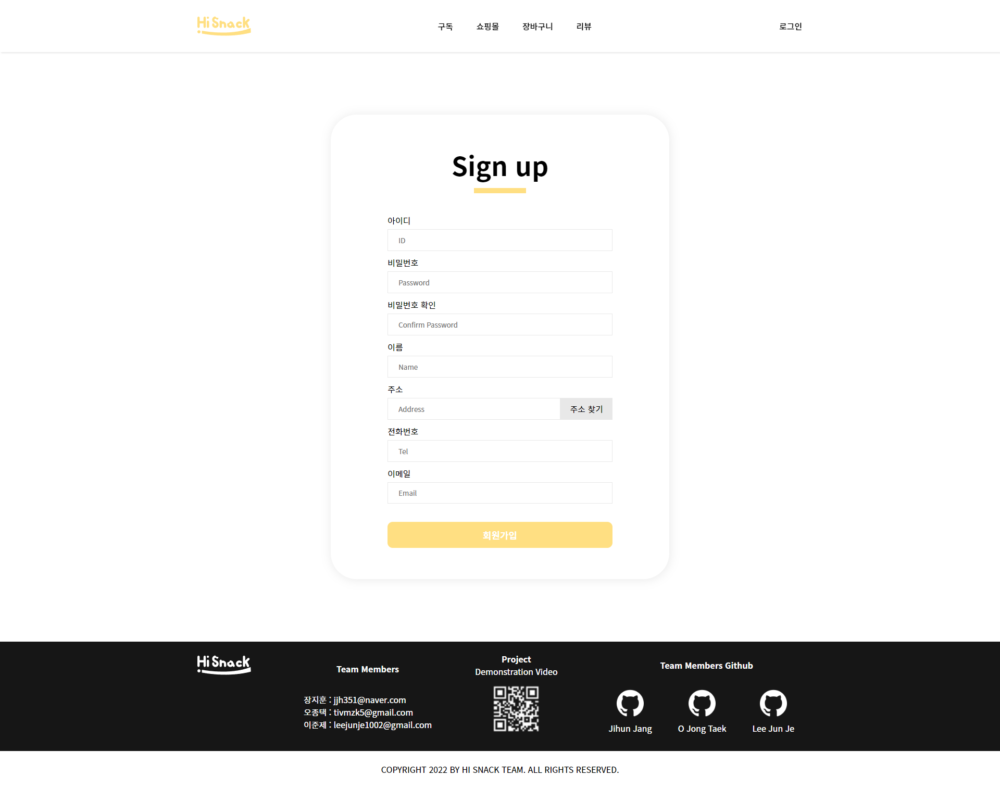 Hi Snack
구독 쇼핑몰 장바구니 리뷰 로그인
Sign up
아이디
ID
비밀번호
Password
비밀번호 확인
Confirm Password
이름
Name
주소
Address 주소 찾기
전화번호
Tel
이메일
Email
회원가입
Hi Snack
Team Members
장지훈 : jjh351@naver.com
오종택 : tivmzk5@gmail.com
이준제 : leejunje1002@gmail.com
Project
Demonstration Video
Team Members Github
Jihun Jang O Jong Taek Lee Jun Je
COPYRIGHT 2022 BY HI SNACK TEAM. ALL RIGHTS RESERVED.